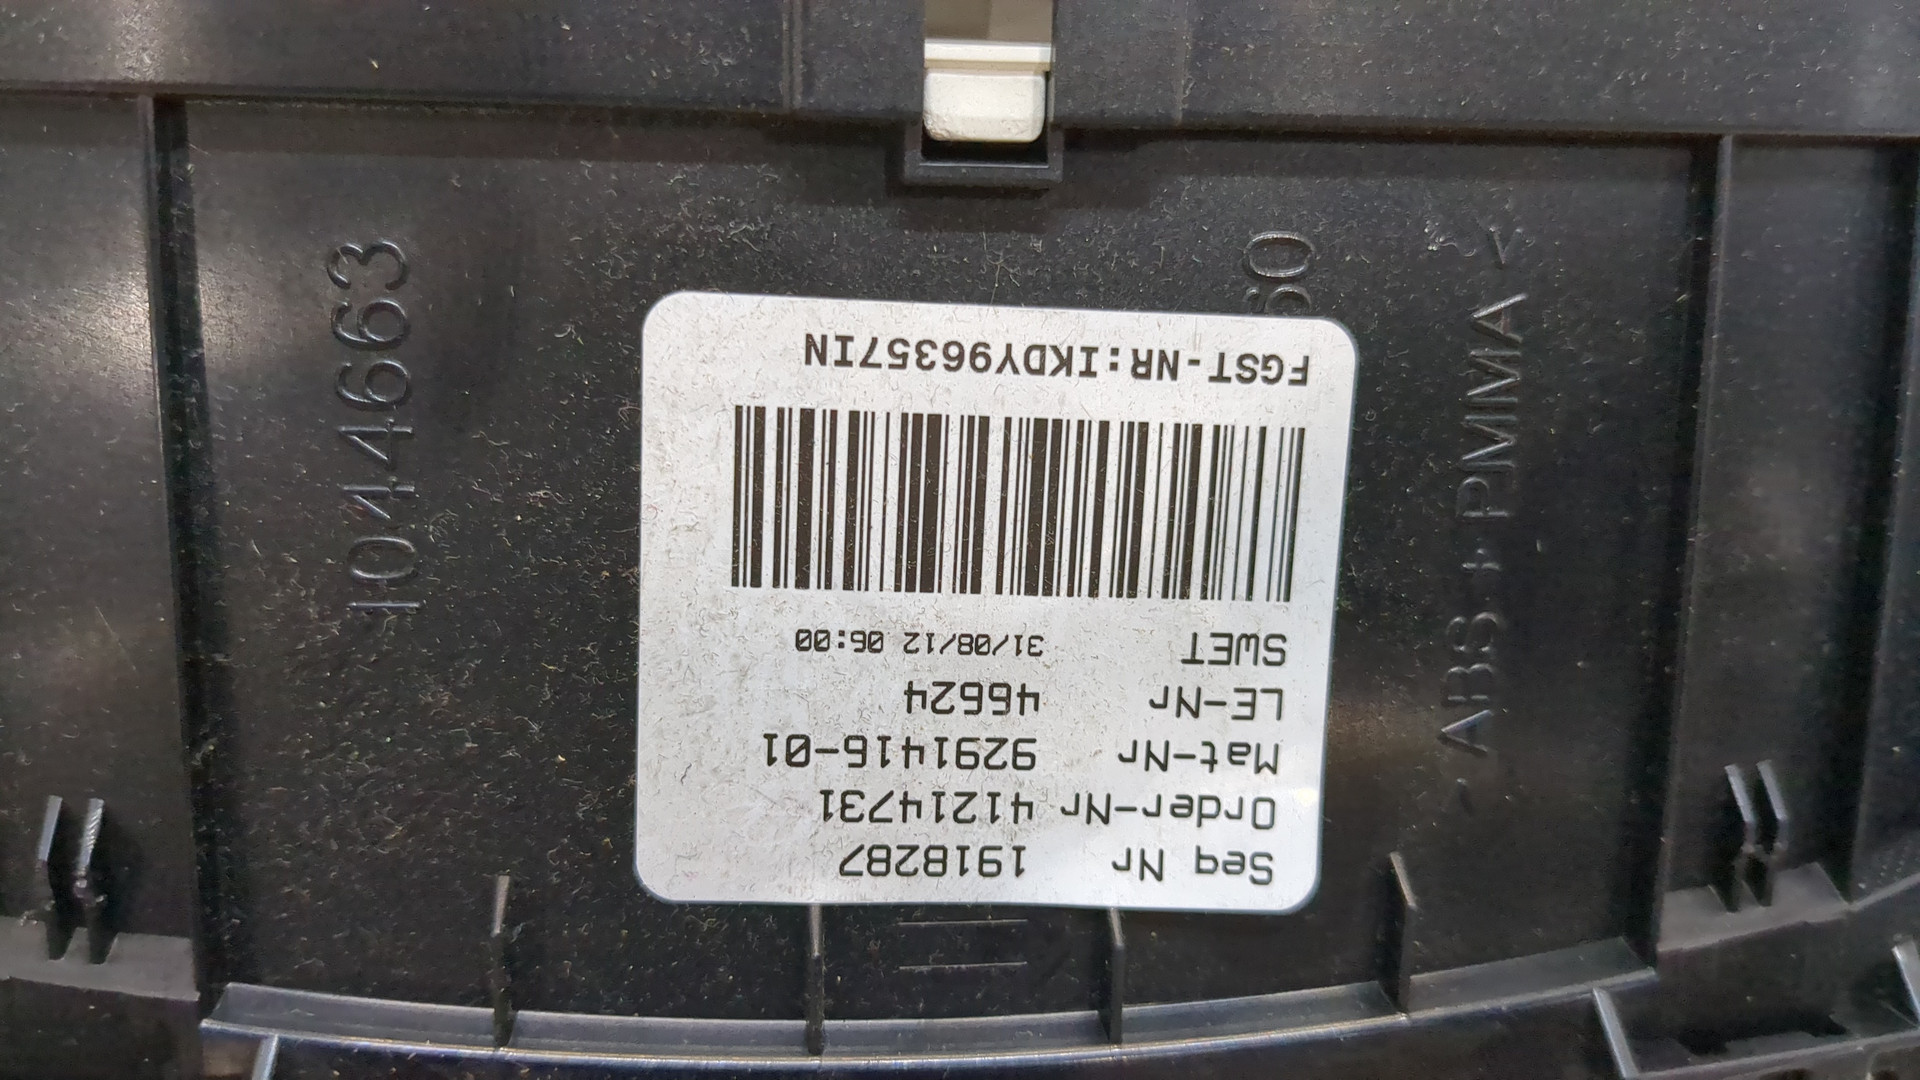 Seq Nr 1918287
Order-Nr 41214731
Mat-Nr 9291416-01
LE-Nr 46624
SWET 31/08/12 06:00
FGST-NR:IKDY96357IN
1044663
> ABS + PMMA <